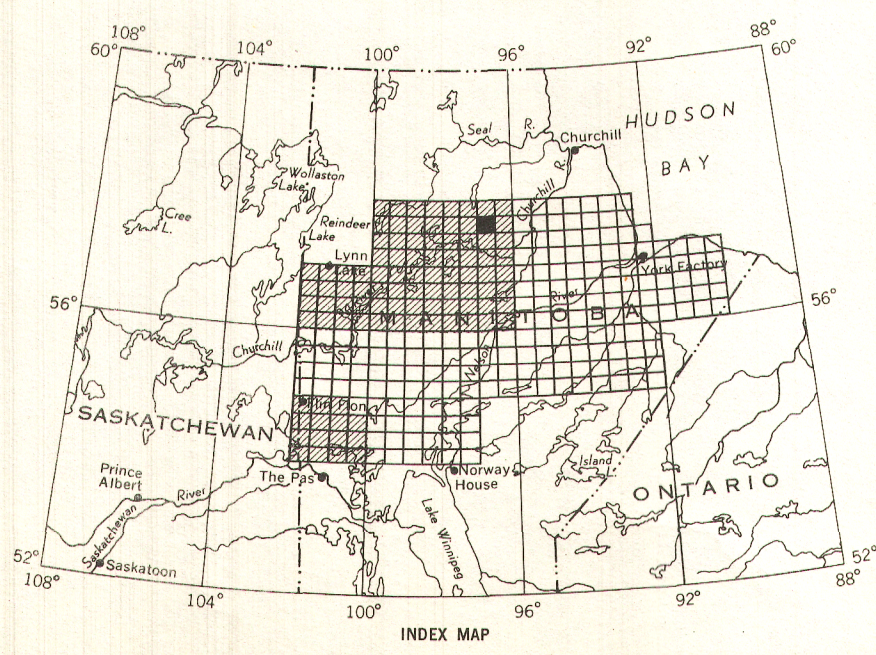 108°
104°
100°
96°
92°
88°
60°
60°
HUDSON
BAY
Seal R.
Churchill
Churchill R.
Wollaston
Lake
Cree
L.
Reindeer
Lake
Lynn
Lake
York Factory
56°
56°
MANITOBA
River
Nelson
Churchill
Flin Flon
SASKATCHEWAN
Prince
Albert
River
Saskatchewan
Saskatoon
The Pas
Norway
House
Island
L.
ONTARIO
Lake Winnipeg
52°
52°
108°
104°
100°
96°
92°
88°
INDEX MAP